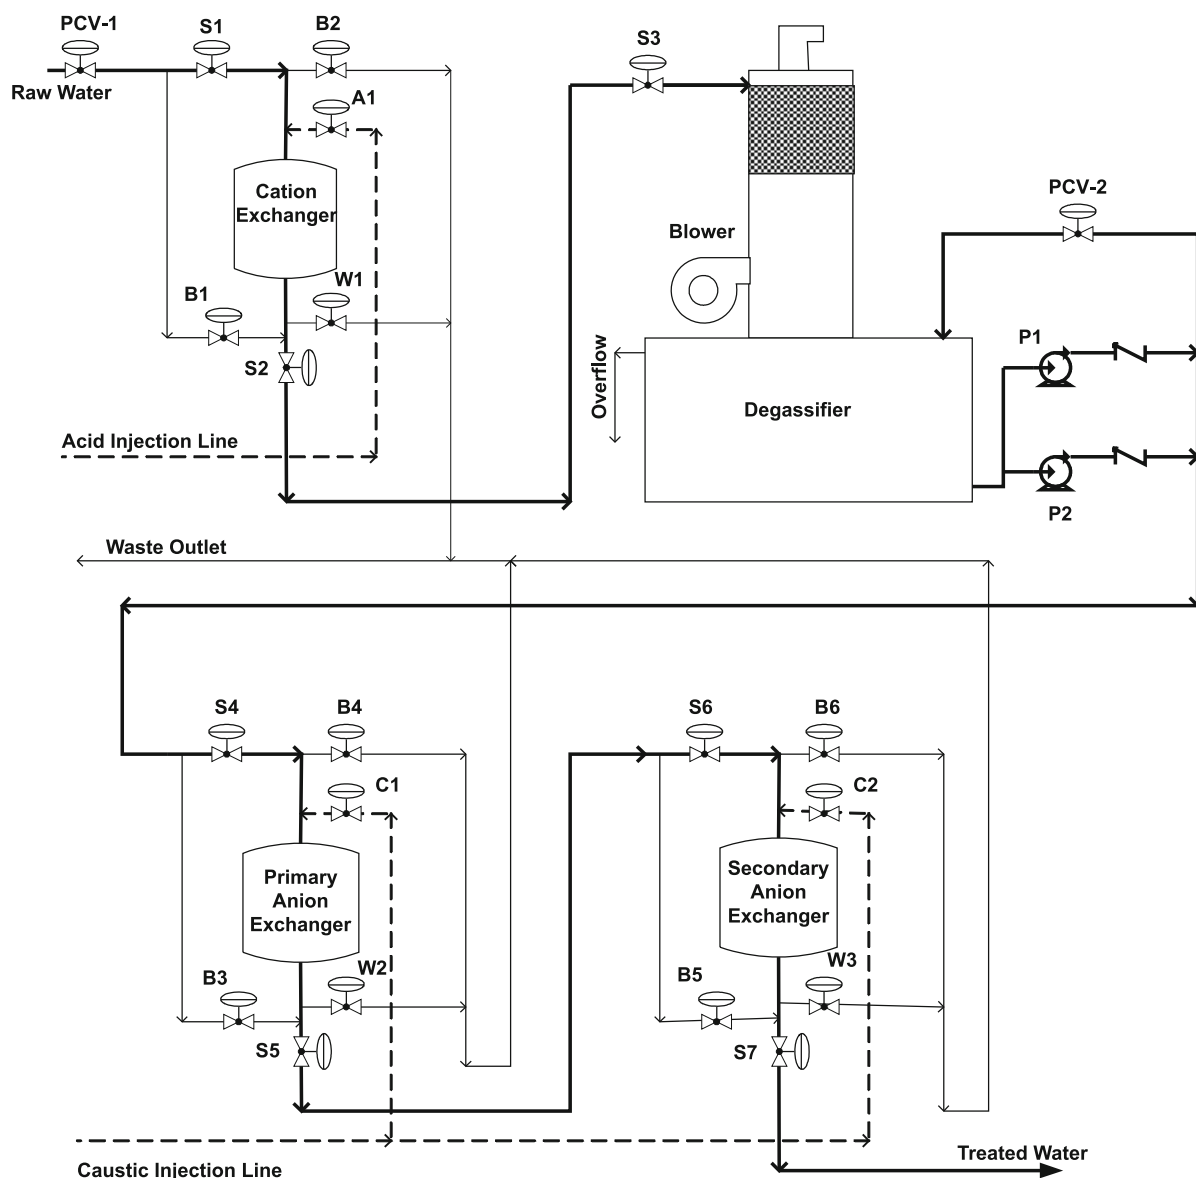 PCV-1
S1
B2
S3
Raw Water
A1
Cation
Exchanger
PCV-2
Blower
B1
W1
S2
P1
Overflow
Degassifier
Acid Injection Line
P2
Waste Outlet
S4
B4
S6
B6
C1
C2
Primary
Anion
Exchanger
Secondary
Anion
Exchanger
B3
W2
B5
W3
S5
S7
Caustic Injection Line
Treated Water